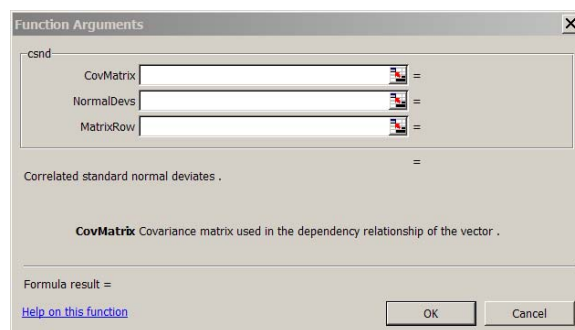 Function Arguments
csnd
CovMatrix =
NormalDevs =
MatrixRow =
=
Correlated standard normal deviates .
CovMatrix Covariance matrix used in the dependency relationship of the vector .
Formula result =
Help on this function
OK Cancel